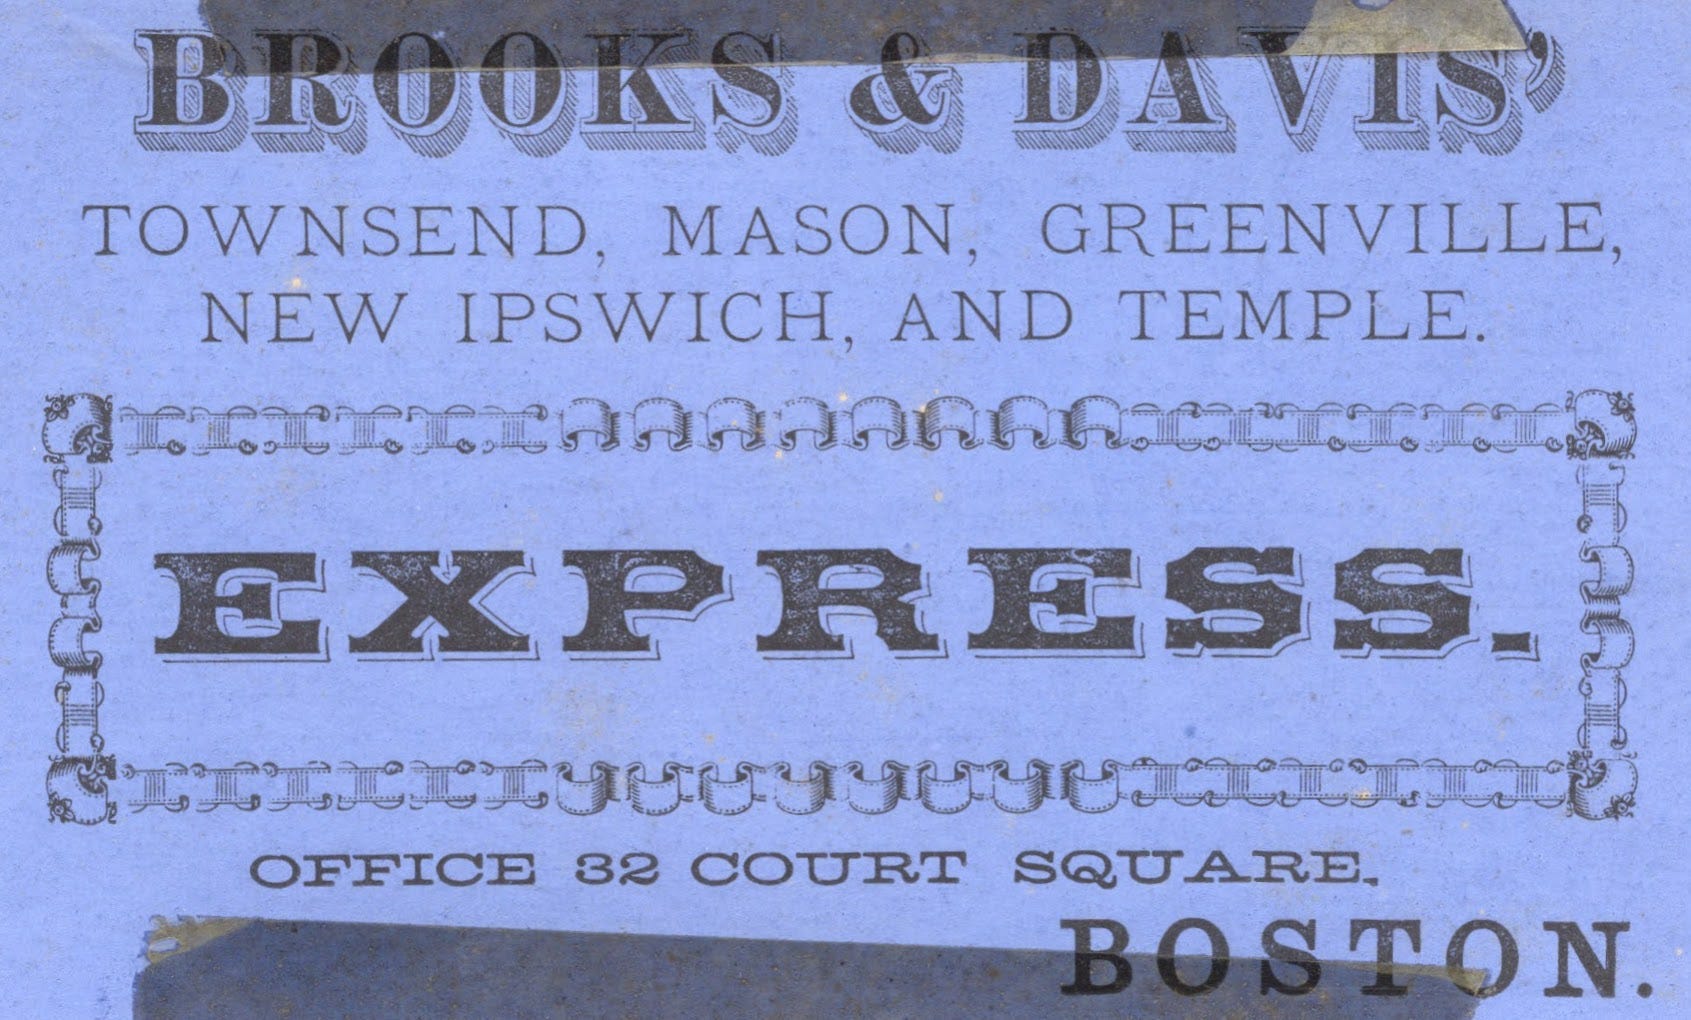 BROOKS & DAVIS'
TOWNSEND, MASON, GREENVILLE,
NEW IPSWICH, AND TEMPLE.
EXPRESS.
OFFICE 32 COURT SQUARE,
BOSTON.